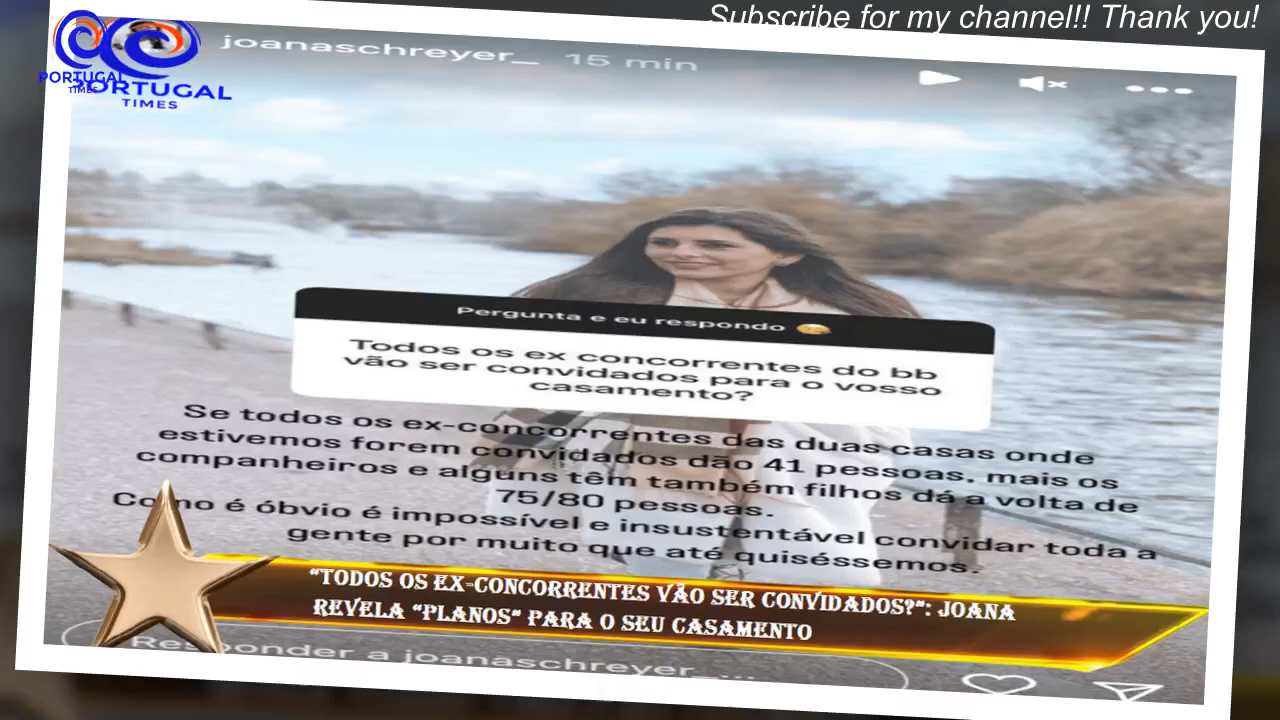 Subscribe for my channel!! Thank you!
PORTUGAL
TIMES
PORTUGAL
TIMES
joanaschreyer_ 15 min
Pergunta e eu respondo
Todos os ex concorrentes do bb
vão ser convidados para o vosso
casamento?
Se todos os ex-concorrentes das duas casas onde
estivemos forem convidados dão 41 pessoas, mais os
companheiros e alguns têm também filhos dá a volta de
75/80 pessoas.
Como é óbvio é impossível e insustentável convidar toda a
gente por muito que até quiséssemos.
“TODOS OS EX-CONCORRENTES VÃO SER CONVIDADOS?”: JOANA
REVELA “PLANOS” PARA O SEU CASAMENTO
Responder a joanaschreyer_...